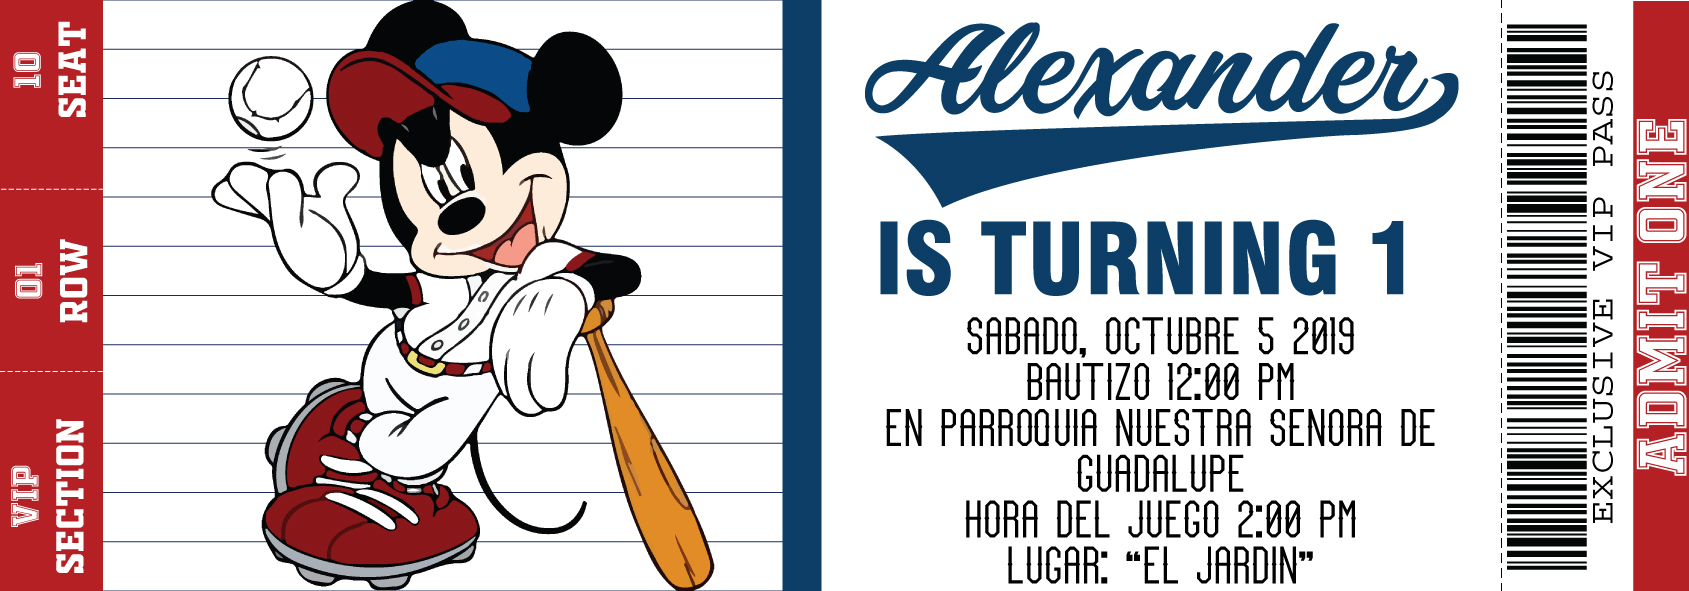 10
SEAT
01
ROW
VIP
SECTION
Alexander
IS TURNING 1
SABADO, OCTUBRE 5 2019
BAUTIZO 12:00 PM
EN PARROQUIA NUESTRA SENORA DE
GUADALUPE
HORA DEL JUEGO 2:00 PM
LUGAR: “EL JARDIN”
EXCLUSIVE VIP PASS
ADMIT ONE